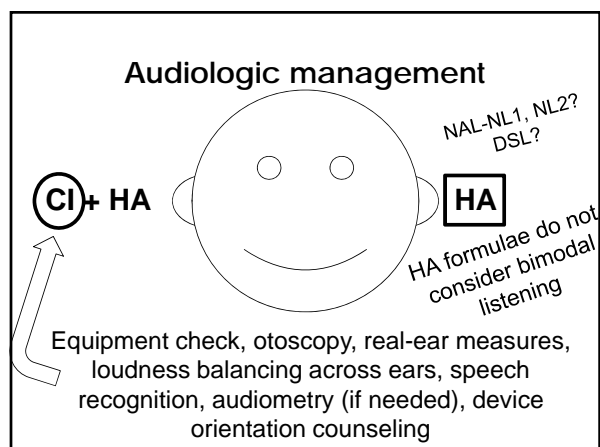 Audiologic management
NAL-NL1, NL2?
DSL?
CI + HA
HA
HA formulae do not
consider bimodal
listening
Equipment check, otoscopy, real-ear measures,
loudness balancing across ears, speech
recognition, audiometry (if needed), device
orientation counseling